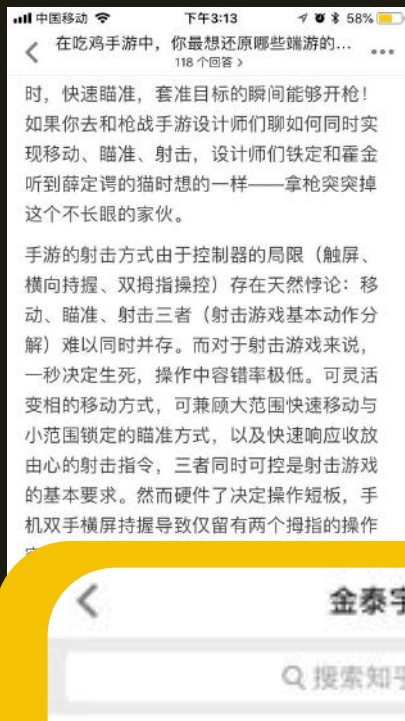 中国移动 下午3:13 58%
在吃鸡手游中，你最想还原哪些端游的...
118 个回答 >
时，快速瞄准，套准目标的瞬间能够开枪！
如果你去和枪战手游设计师们聊如何同时实
现移动、瞄准、射击，设计师们铁定和霍金
听到薛定谔的猫时想的一样——拿枪突突掉
这个不长眼的家伙。
手游的射击方式由于控制器的局限（触屏、
横向持握、双拇指操控）存在天然悖论：移
动、瞄准、射击三者（射击游戏基本动作分
解）难以同时并存。而对于射击游戏来说，
一秒决定生死，操作中容错率极低。可灵活
变相的移动方式，可兼顾大范围快速移动与
小范围锁定的瞄准方式，以及快速响应收放
由心的射击指令，三者同时可控是射击游戏
的基本要求。然而硬件了决定操作短板，手
机双手横屏持握导致仅留有两个拇指的操作
金泰宇
搜索知乎